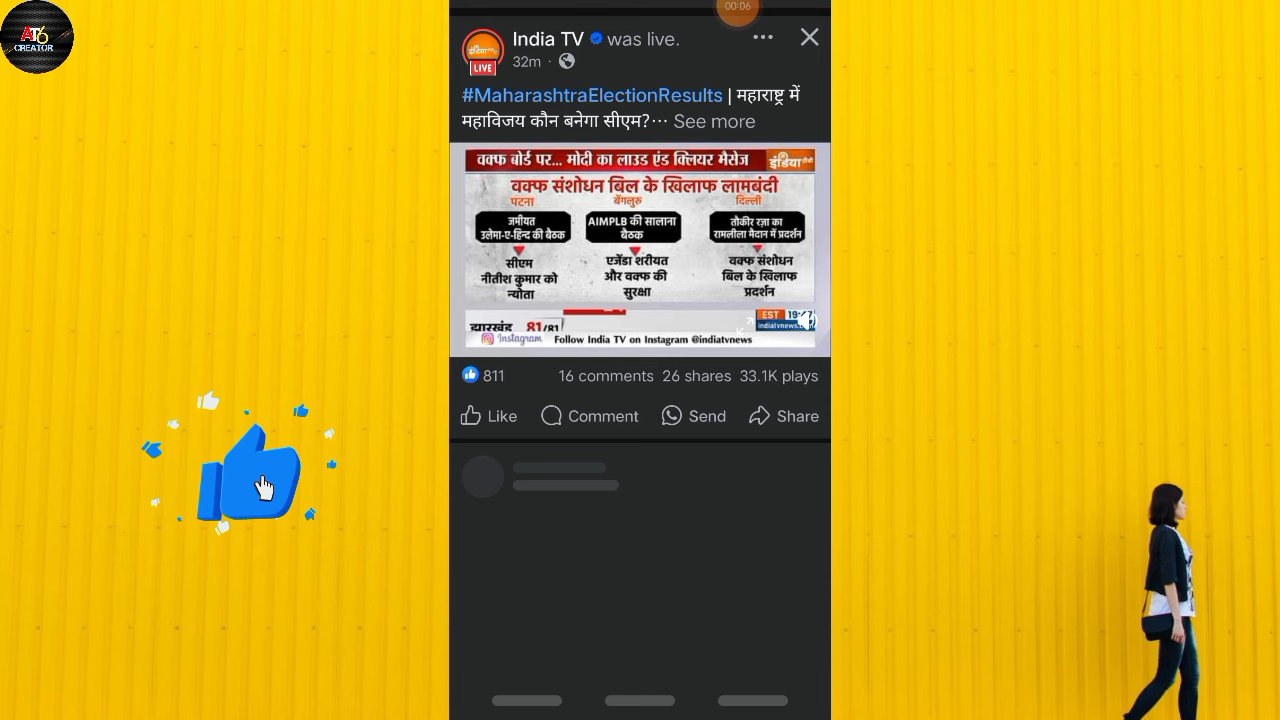 AT6
CREATOR
00:06
India TV was live.
32m ·
LIVE
#MaharashtraElectionResults | महाराष्ट्र में
महाविजय कौन बनेगा सीएम?… See more
वक्फ बोर्ड पर... मोदी का लाउड एंड क्लियर मैसेज
इंडिया टीवी
वक्फ संशोधन बिल के खिलाफ लामबंदी
पटना
बेंगलुरु
दिल्ली
जमीयत
उलेमा-ए-हिन्द की बैठक
AIMPLB की सालाना
बैठक
तौकीर रज़ा का
रामलीला मैदान में प्रदर्शन
सीएम
नीतीश कुमार को
न्योता
एजेंडा शरीयत
और वक्फ की
सुरक्षा
वक्फ संशोधन
बिल के खिलाफ
प्रदर्शन
झारखंड 81/81
EST 19:47
indiatvnews.com
Instagram Follow India TV on Instagram @indiatvnews
811 16 comments 26 shares 33.1K plays
Like Comment Send Share